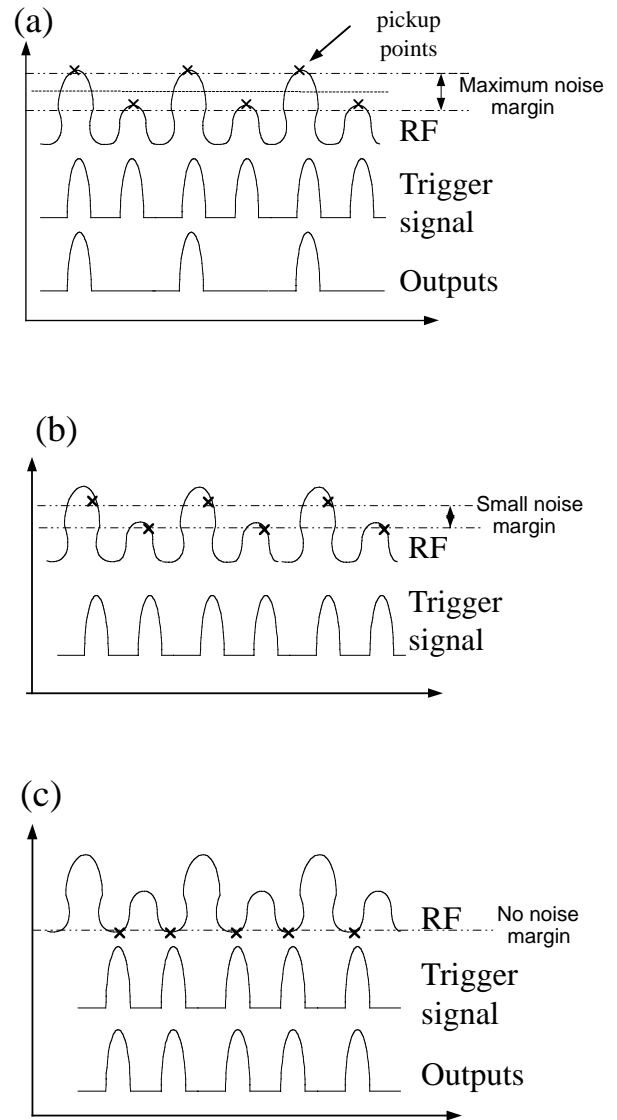 (a)
pickup
points
Maximum noise
margin
RF
Trigger
signal
Outputs
(b)
Small noise
margin
RF
Trigger
signal
(c)
RF
No noise
margin
Trigger
signal
Outputs